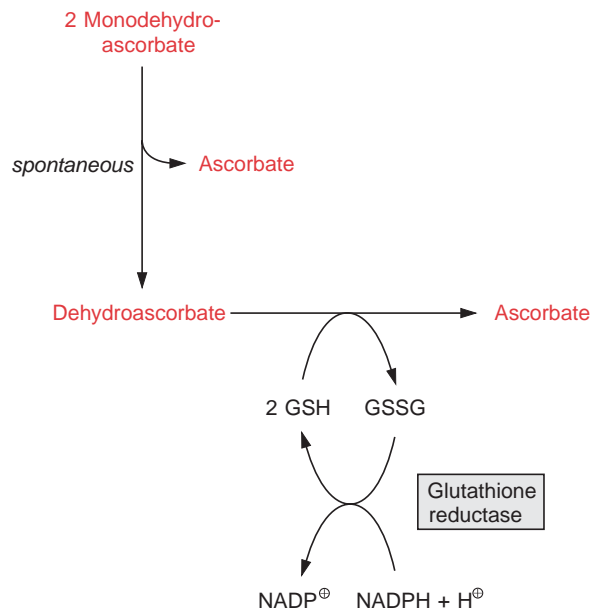 2 Monodehydro-
ascorbate
spontaneous
Ascorbate
Dehydroascorbate
Ascorbate
2 GSH GSSG
Glutathione
reductase
NADP⊕ NADPH + H⊕